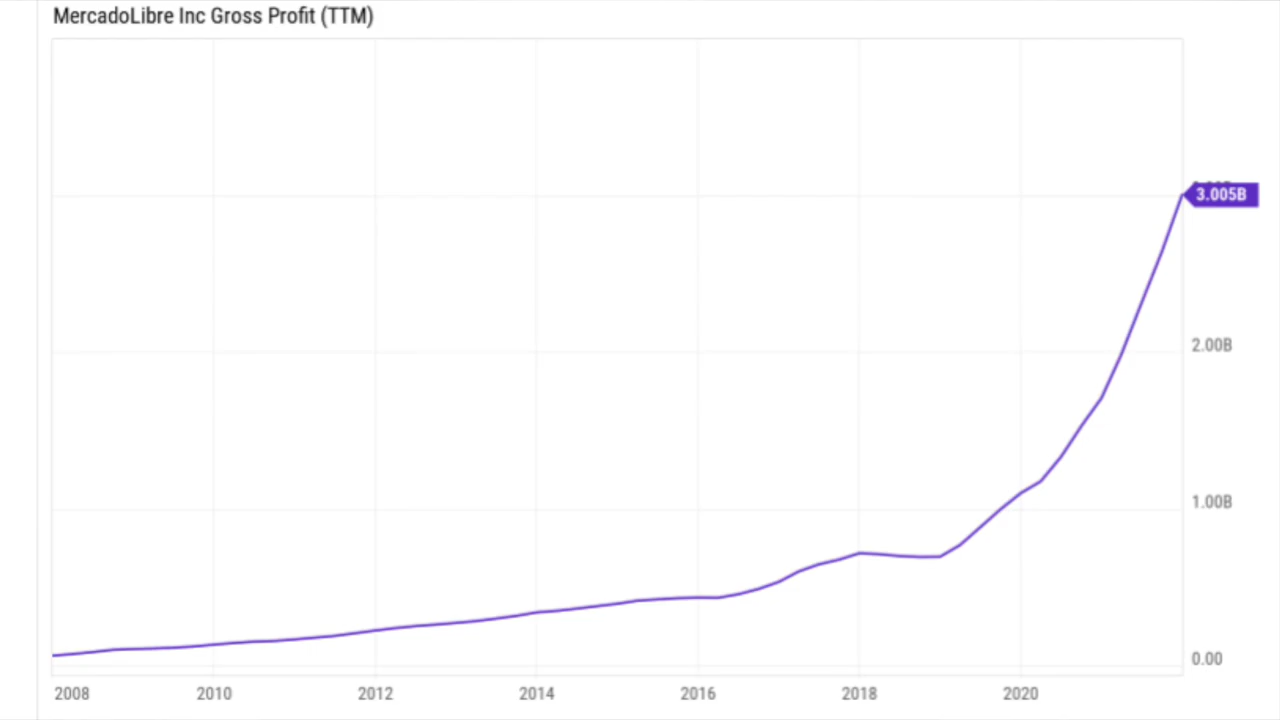 MercadoLibre Inc Gross Profit (TTM)
3.005B
2.00B
1.00B
0.00
2008 2010 2012 2014 2016 2018 2020